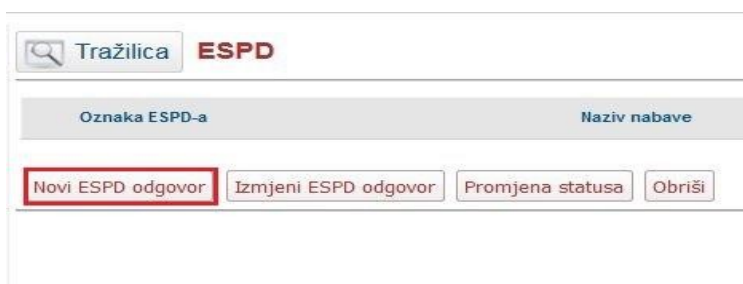 Tražilica ESPD
Oznaka ESPD-a Naziv nabave
Novi ESPD odgovor Izmjeni ESPD odgovor Promjena statusa Obriši